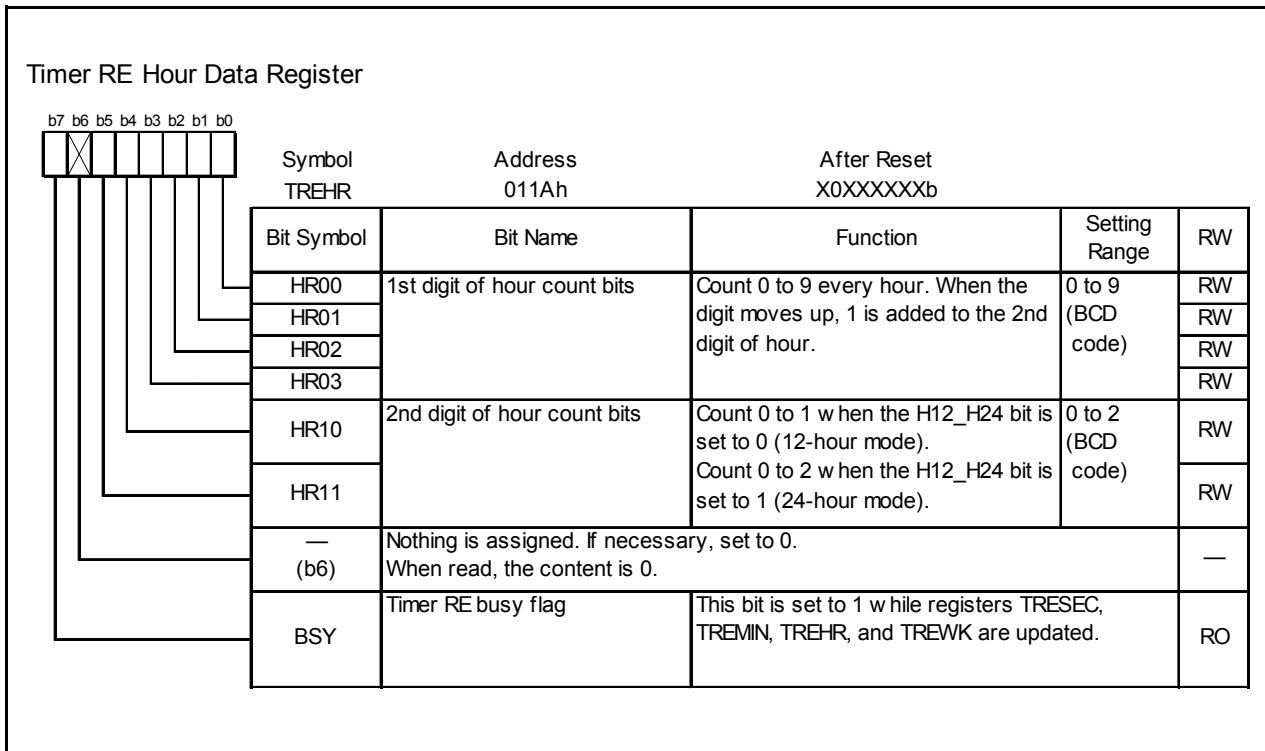 Timer RE Hour Data Register
b7 b6 b5 b4 b3 b2 b1 b0
Symbol Address After Reset
TREHR 011Ah X0XXXXXXb
Bit Symbol Bit Name Function Setting Range RW
HR00 1st digit of hour count bits Count 0 to 9 every hour. When the 0 to 9 RW
HR01 digit moves up, 1 is added to the 2nd (BCD RW
HR02 digit of hour. code) RW
HR03 RW
HR10 2nd digit of hour count bits Count 0 to 1 w hen the H12_H24 bit is 0 to 2 RW
set to 0 (12-hour mode). (BCD
HR11 Count 0 to 2 w hen the H12_H24 bit is code) RW
set to 1 (24-hour mode).
— Nothing is assigned. If necessary, set to 0. —
(b6) When read, the content is 0.
BSY Timer RE busy flag This bit is set to 1 w hile registers TRESEC, RO
TREMIN, TREHR, and TREWK are updated.